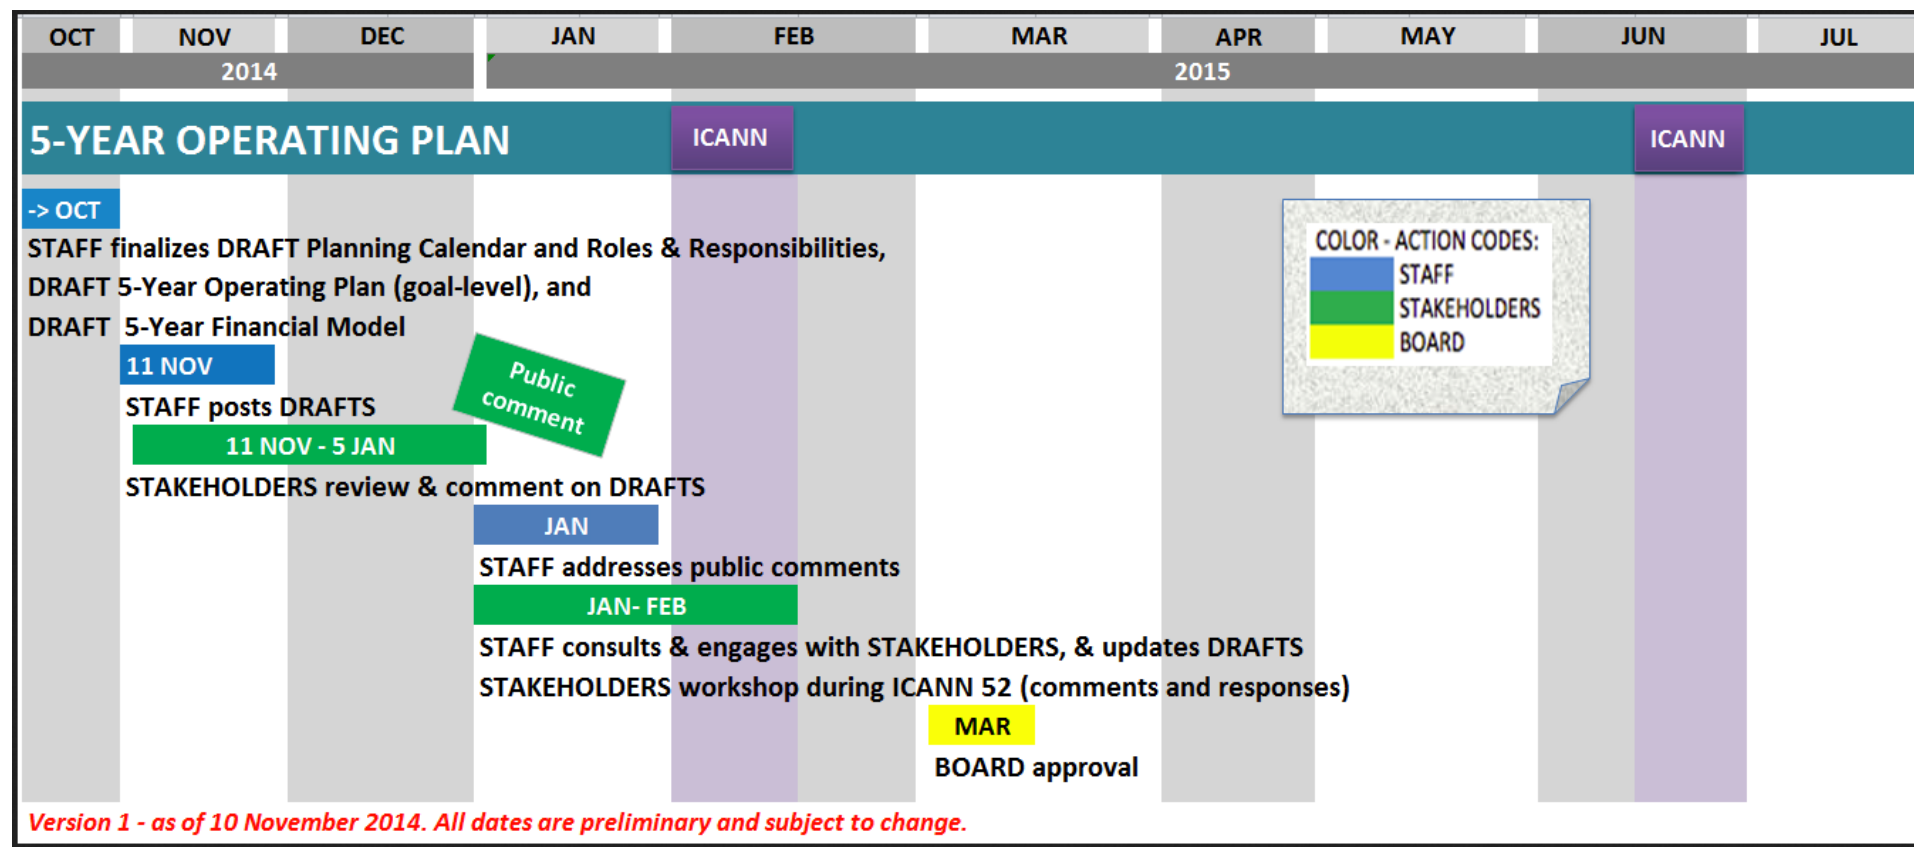 OCT NOV DEC JAN FEB MAR APR MAY JUN JUL
2014 2015
5-YEAR OPERATING PLAN ICANN ICANN
-> OCT
STAFF finalizes DRAFT Planning Calendar and Roles & Responsibilities,
DRAFT 5-Year Operating Plan (goal-level), and
DRAFT 5-Year Financial Model
COLOR - ACTION CODES:
STAFF
STAKEHOLDERS
BOARD
11 NOV
STAFF posts DRAFTS
Public
comment
11 NOV - 5 JAN
STAKEHOLDERS review & comment on DRAFTS
JAN
STAFF addresses public comments
JAN- FEB
STAFF consults & engages with STAKEHOLDERS, & updates DRAFTS
STAKEHOLDERS workshop during ICANN 52 (comments and responses)
MAR
BOARD approval
Version 1 - as of 10 November 2014. All dates are preliminary and subject to change.